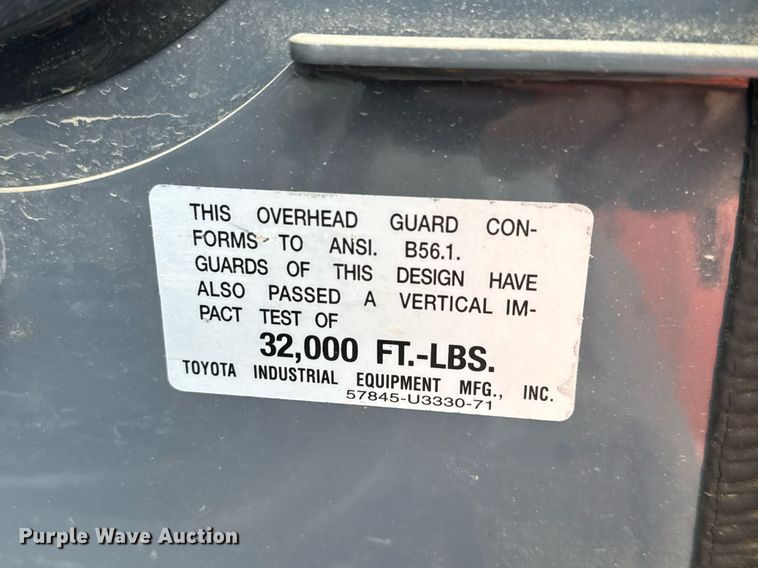 THIS OVERHEAD GUARD CON-
FORMS TO ANSI. B56.1.
GUARDS OF THIS DESIGN HAVE
ALSO PASSED A VERTICAL IM-
PACT TEST OF
32,000 FT.-LBS.
TOYOTA INDUSTRIAL EQUIPMENT MFG., INC.
57845-U3330-71
Purple Wave Auction